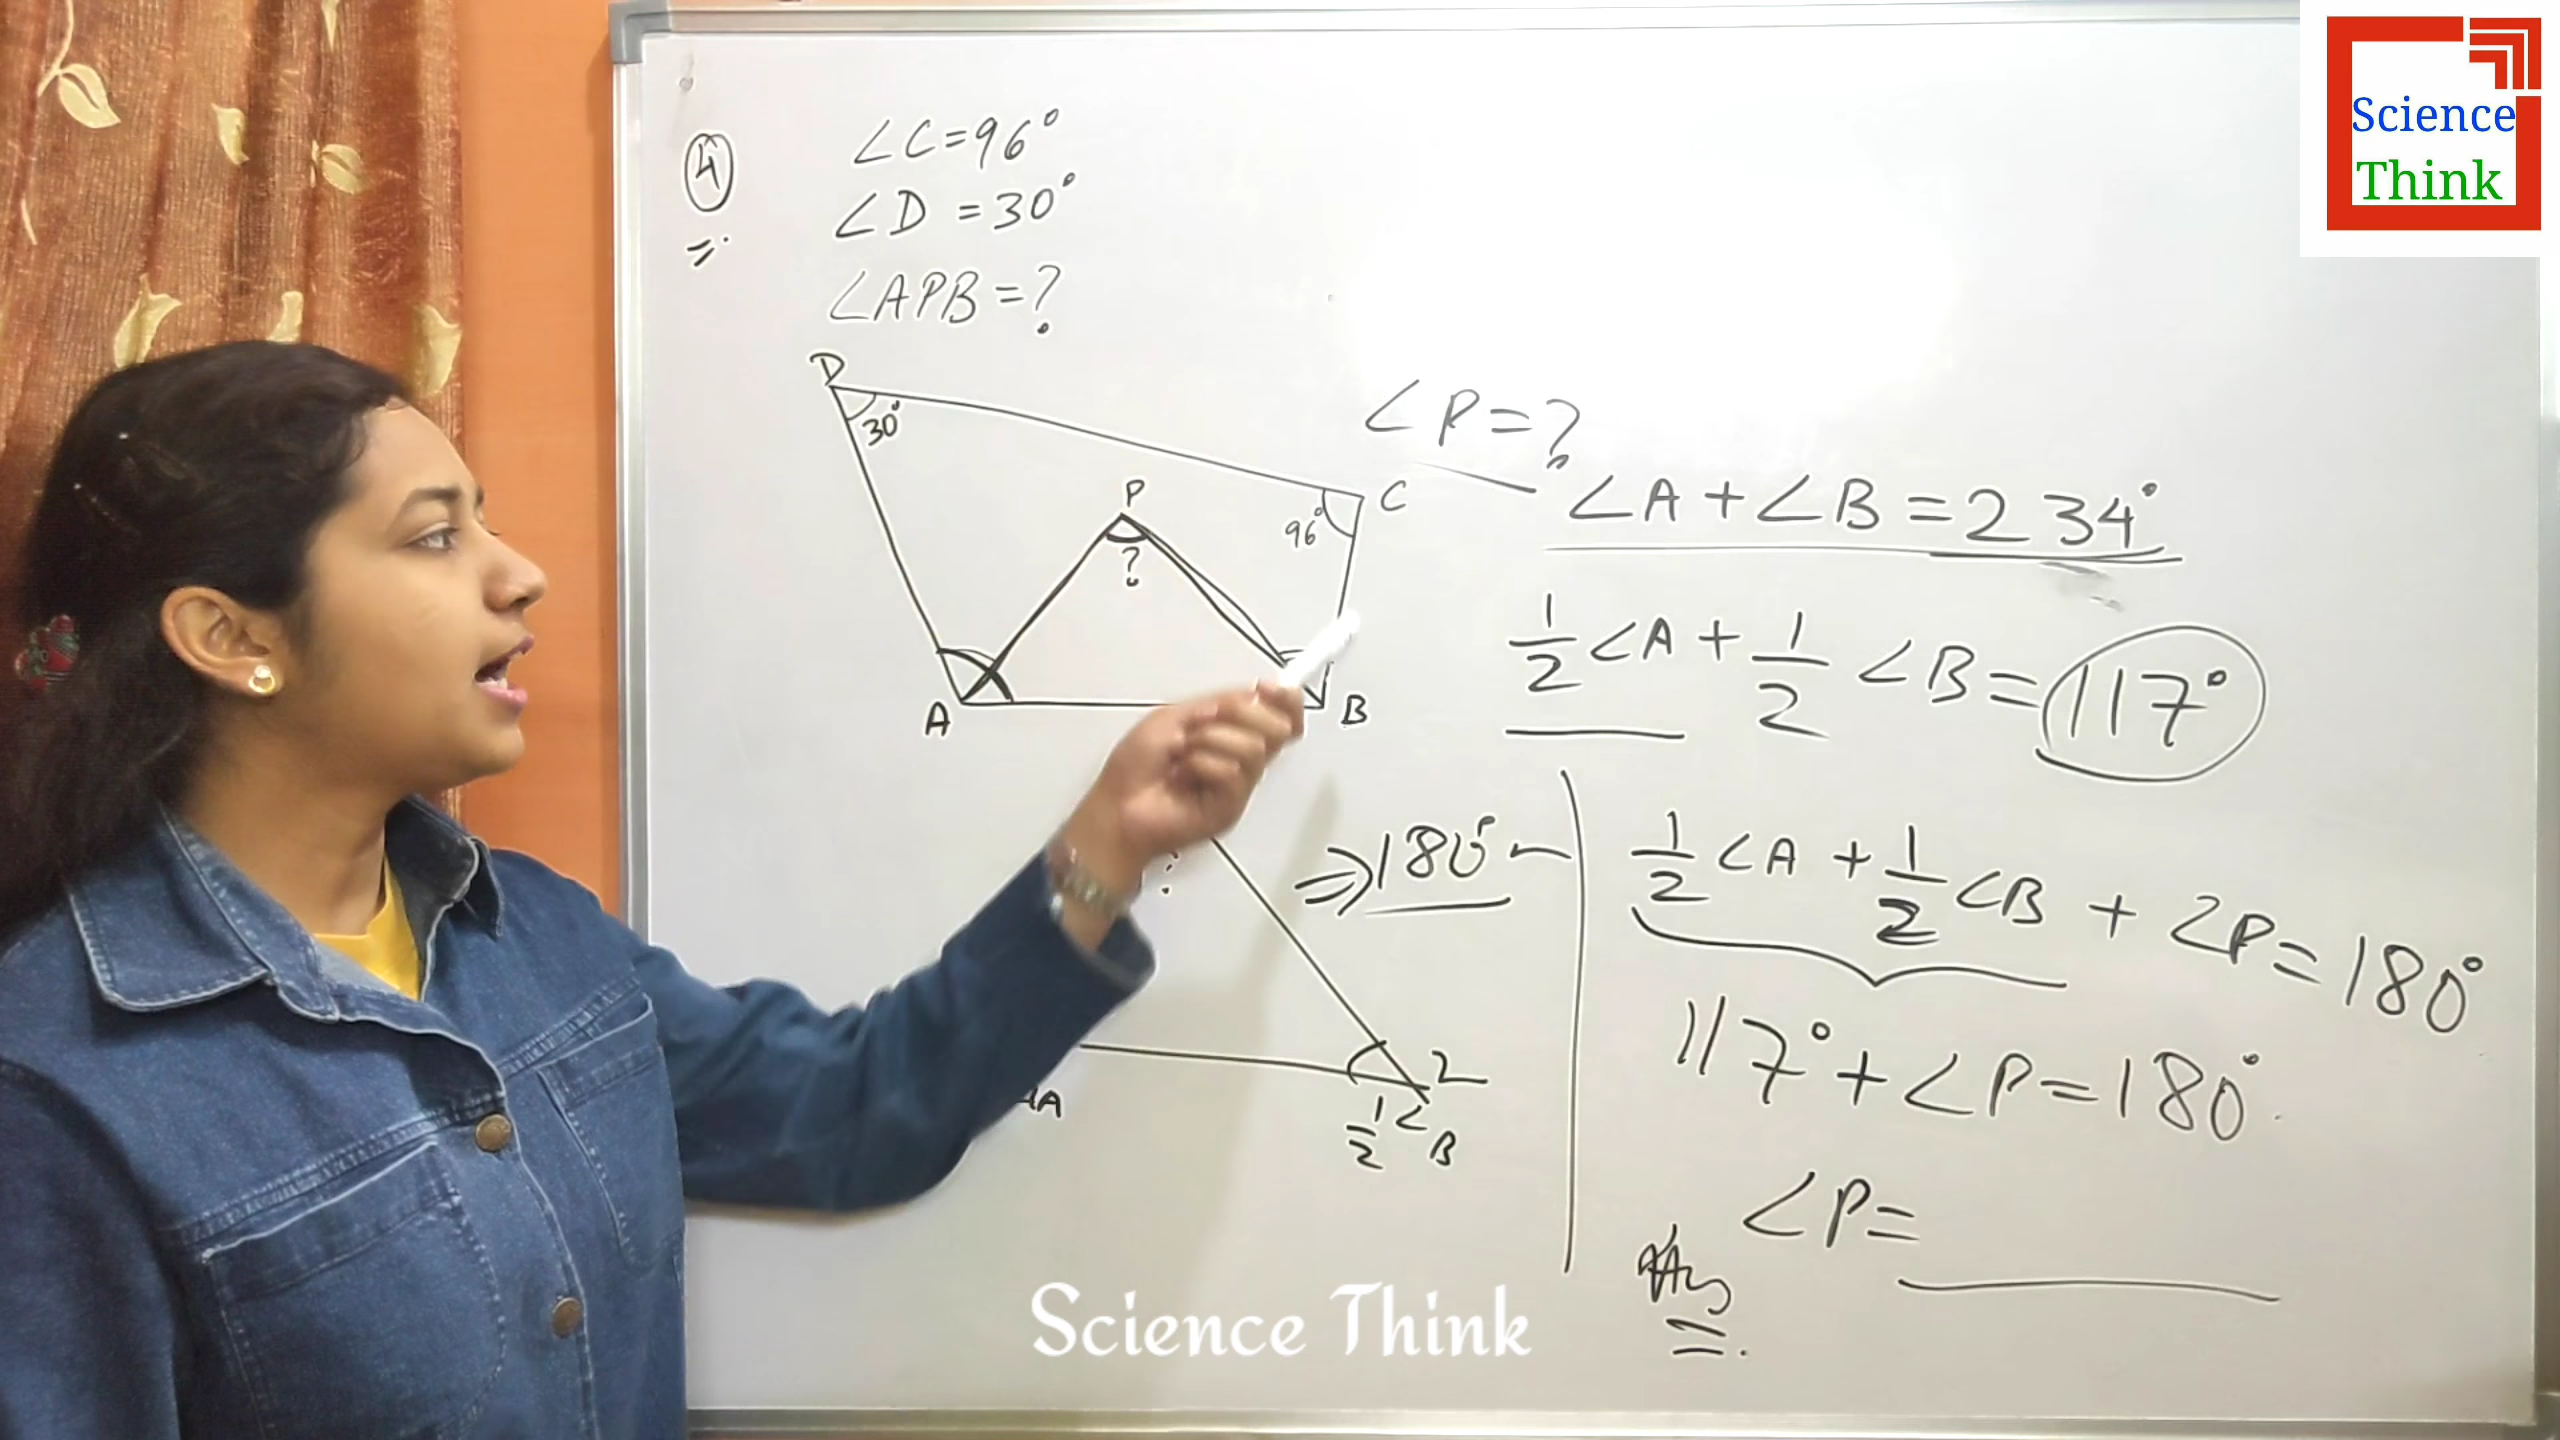 Science
Think
4
∠C=96°
∠D=30°
∠APB=?
D
30°
P
?
C
96°
A
B
∠P=?
∠A+∠B=234°
1/2∠A+1/2∠B=117°
⇒180°-
1/2∠A+1/2∠B+∠P=180°
117°+∠P=180°
∠P=
Ans
∠A
1/2∠B
Science Think